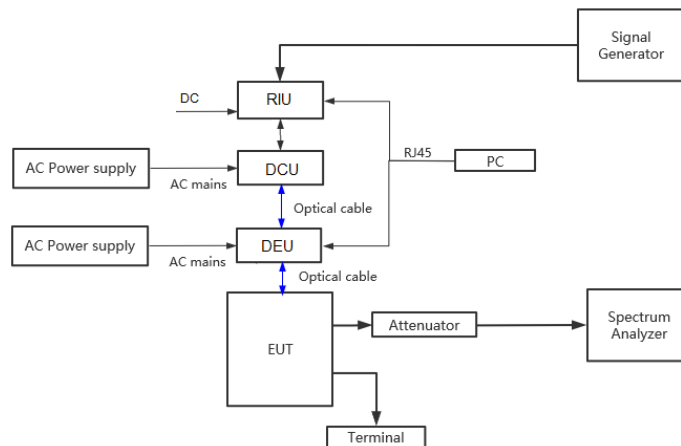 Signal
Generator
DC
RIU
RJ45
PC
AC Power supply
AC mains
DCU
Optical cable
AC Power supply
AC mains
DEU
Optical cable
EUT
Attenuator
Spectrum
Analyzer
Terminal